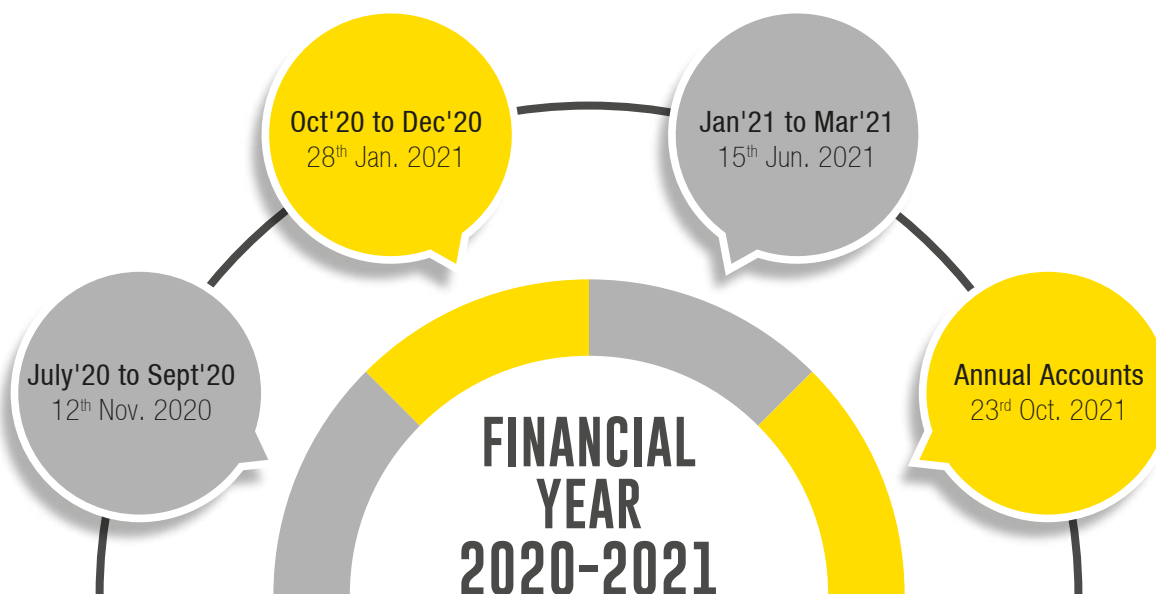 Oct'20 to Dec'20
28th Jan. 2021
Jan'21 to Mar'21
15th Jun. 2021
July'20 to Sept'20
12th Nov. 2020
Annual Accounts
23rd Oct. 2021
FINANCIAL
YEAR
2020-2021